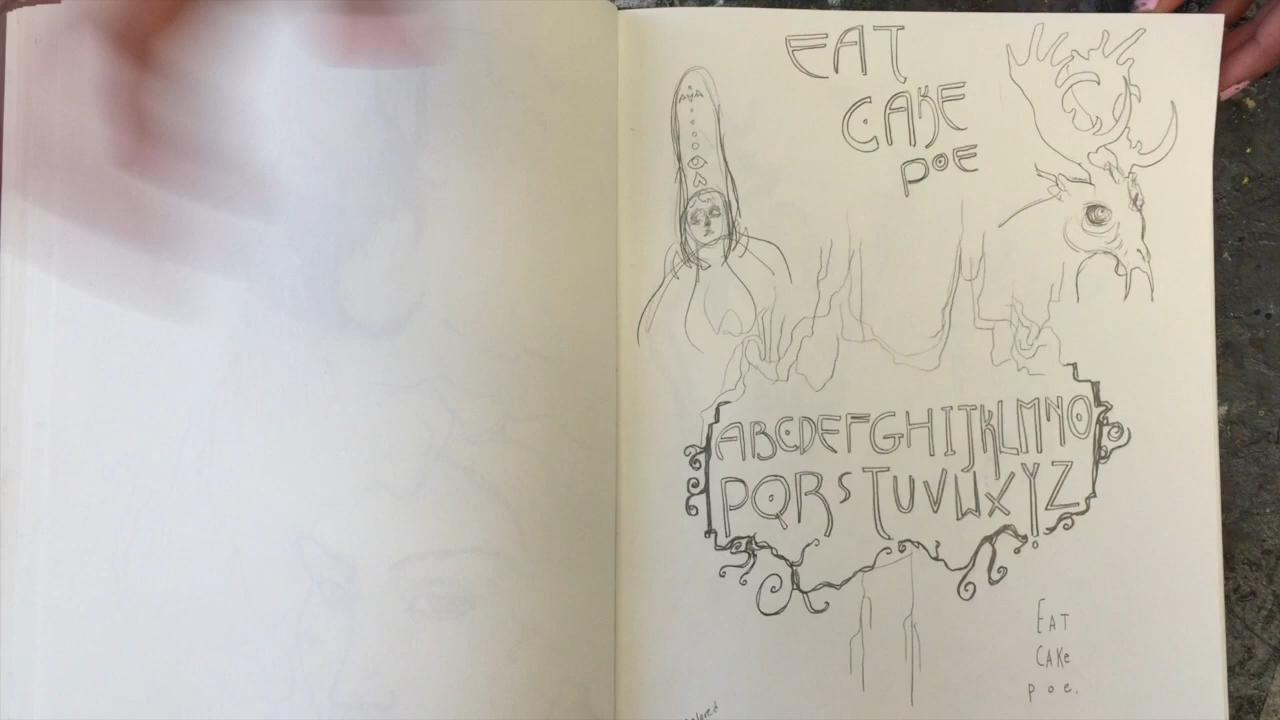 EAT
CAKE
POE
ABCDEFGHIJKLMNO
PQRSTUVWXYZ
EAT
CAKe
poe.